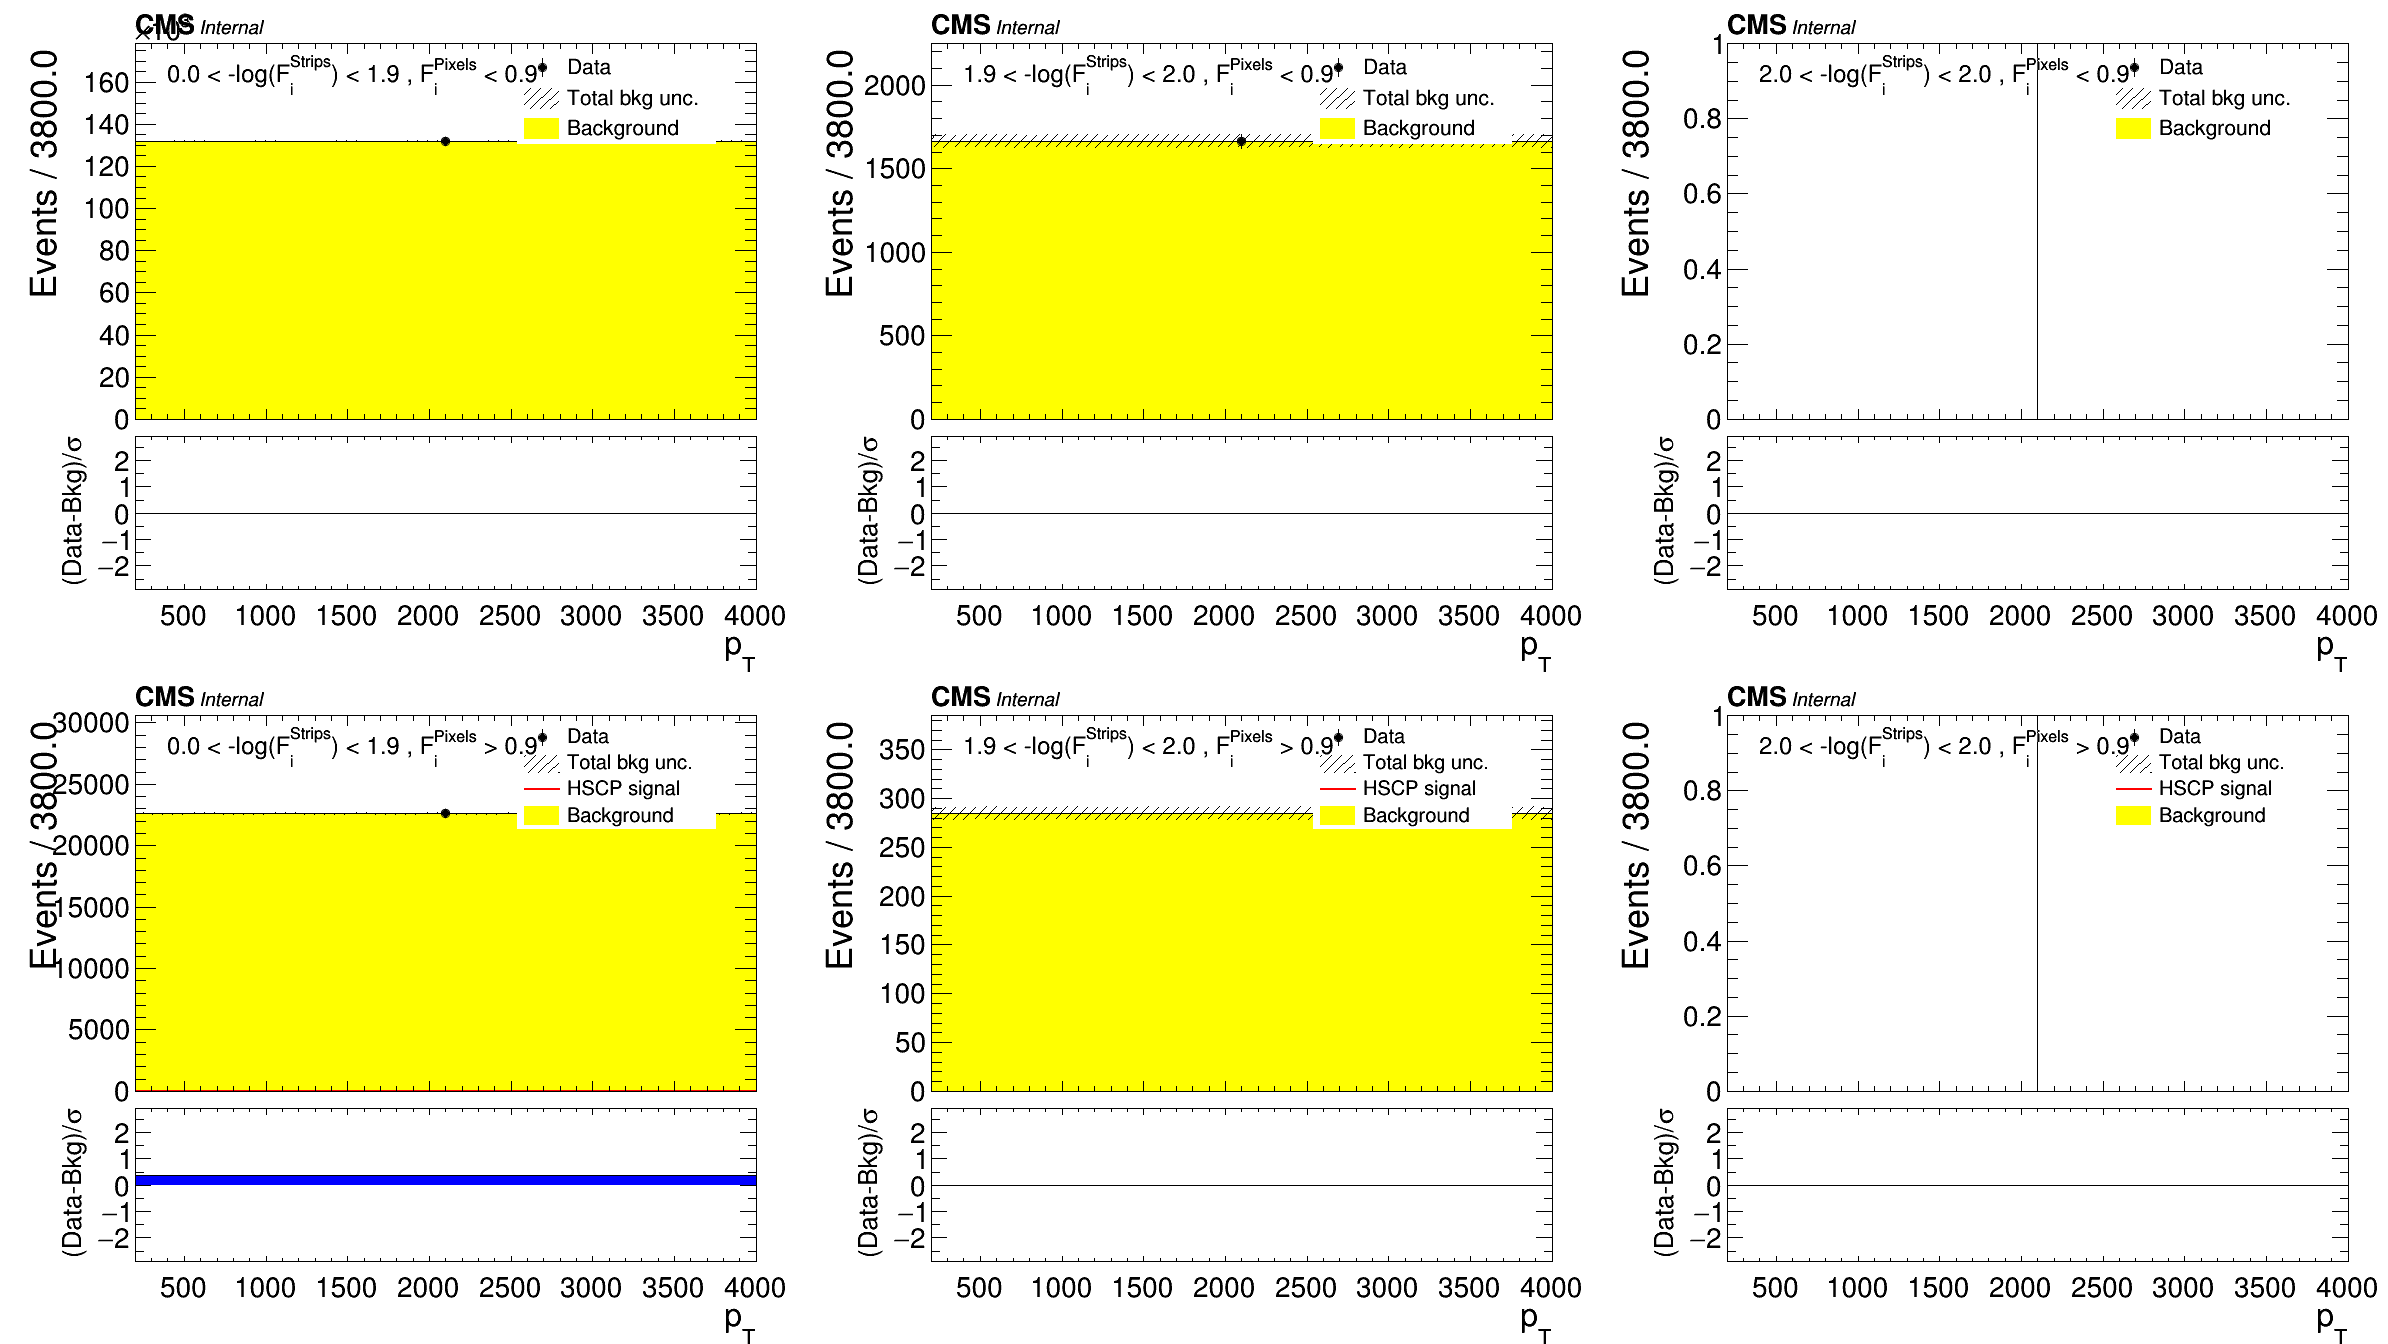 CMS Internal
×10³
Events / 3800.0
0.0 < -log(F_i^Strips) < 1.9 , F_i^Pixels < 0.9
Data
Total bkg unc.
Background
160
140
120
100
80
60
40
20
0
(Data-Bkg)/σ
2
1
0
−1
−2
500 1000 1500 2000 2500 3000 3500 4000
p_T
CMS Internal
Events / 3800.0
1.9 < -log(F_i^Strips) < 2.0 , F_i^Pixels < 0.9
Data
Total bkg unc.
Background
2000
1500
1000
500
0
(Data-Bkg)/σ
2
1
0
−1
−2
500 1000 1500 2000 2500 3000 3500 4000
p_T
CMS Internal
Events / 3800.0
2.0 < -log(F_i^Strips) < 2.0 , F_i^Pixels < 0.9
Data
Total bkg unc.
Background
1
0.8
0.6
0.4
0.2
0
(Data-Bkg)/σ
2
1
0
−1
−2
500 1000 1500 2000 2500 3000 3500 4000
p_T
CMS Internal
Events / 3800.0
0.0 < -log(F_i^Strips) < 1.9 , F_i^Pixels > 0.9
Data
Total bkg unc.
HSCP signal
Background
30000
25000
20000
15000
10000
5000
0
(Data-Bkg)/σ
2
1
0
−1
−2
500 1000 1500 2000 2500 3000 3500 4000
p_T
CMS Internal
Events / 3800.0
1.9 < -log(F_i^Strips) < 2.0 , F_i^Pixels > 0.9
Data
Total bkg unc.
HSCP signal
Background
350
300
250
200
150
100
50
0
(Data-Bkg)/σ
2
1
0
−1
−2
500 1000 1500 2000 2500 3000 3500 4000
p_T
CMS Internal
Events / 3800.0
2.0 < -log(F_i^Strips) < 2.0 , F_i^Pixels > 0.9
Data
Total bkg unc.
HSCP signal
Background
1
0.8
0.6
0.4
0.2
0
(Data-Bkg)/σ
2
1
0
−1
−2
500 1000 1500 2000 2500 3000 3500 4000
p_T